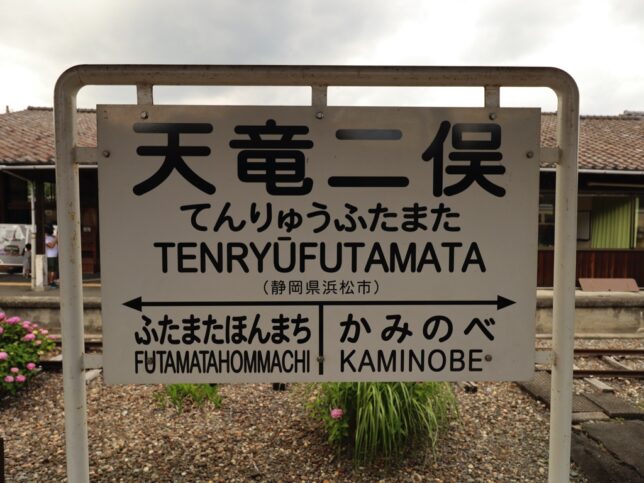 天竜二俣
てんりゅうふたまた
TENRYŪFUTAMATA
（静岡県浜松市）
ふたまたほんまち かみのべ
FUTAMATAHOMMACHI KAMINOBE